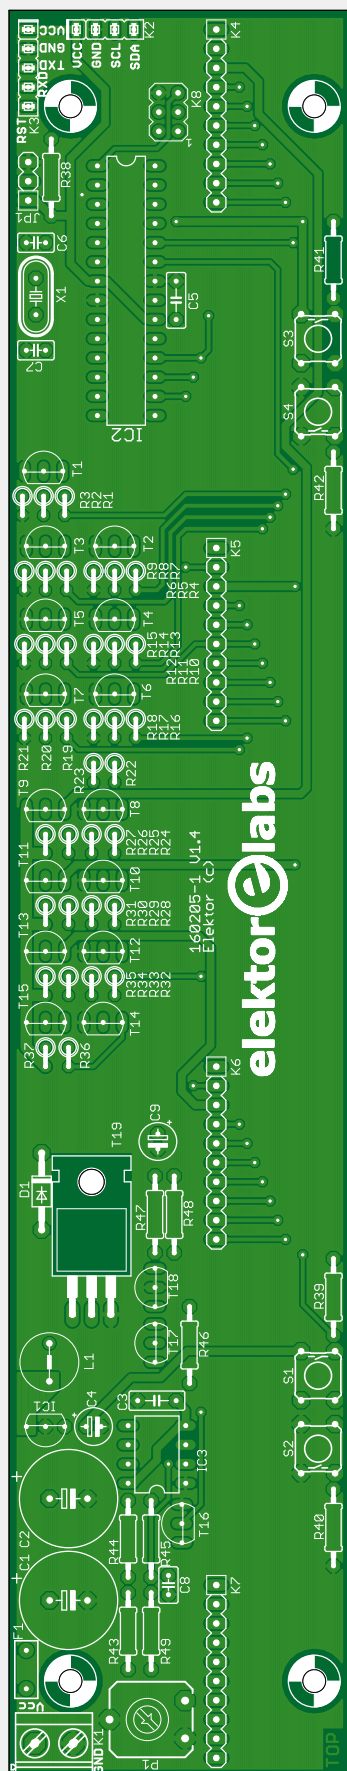 VCC
GND
TXD
RXD
RST
K3
VCC
GND
SCL
SDA
K2
K4
K8
1
JP1
R38
C6
X1
C7
C5
IC2
R41
S3
S4
R42
T1
R3
R2
R1
T3
T2
R9
R8
R7
R6
R5
R4
K5
T5
T4
R15
R14
R13
R12
R11
R10
T7
T6
R21
R20
R19
R18
R17
R16
R23
R22
T9
T8
T11
R27
R26
R25
R24
T10
T13
R31
R30
R29
R28
T12
T15
R35
R34
R33
R32
T14
R37
R36
160205-1 V1.4
Elektor (c)
elektor e labs
K6
T19
C9
+
D1
R47
R48
T18
T17
R46
R39
L1
S1
IC1
+
C4
C3
IC3
S2
+
C2
C1
+
R44
R45
T16
R40
C8
R43
R49
K7
F1
Vcc
GND
K1
P1
TOP